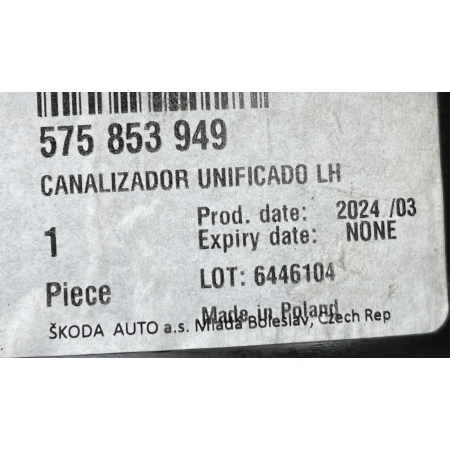 575 853 949
CANALIZADOR UNIFICADO LH
1
Piece
Prod. date: 2024 /03
Expiry date: NONE
LOT: 6446104
Made in Poland
ŠKODA AUTO a.s. Mladá Boleslav, Czech Rep